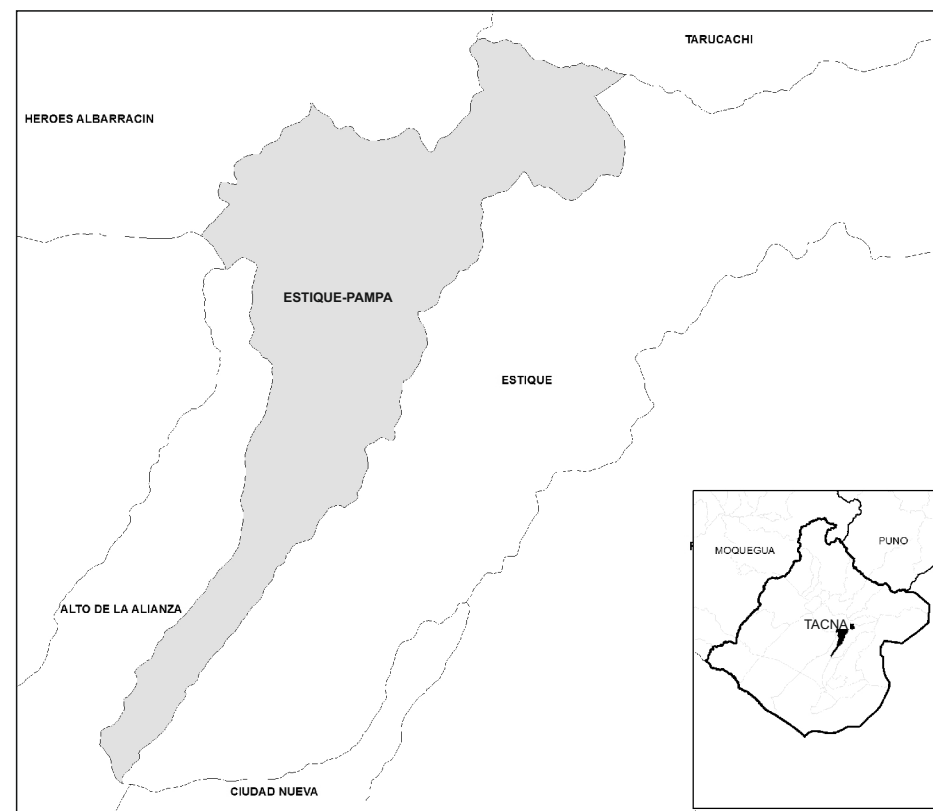 TARUCACHI
HEROES ALBARRACIN
ESTIQUE-PAMPA
ESTIQUE
ALTO DE LA ALIANZA
CIUDAD NUEVA
MOQUEGUA
PUNO
TACNA